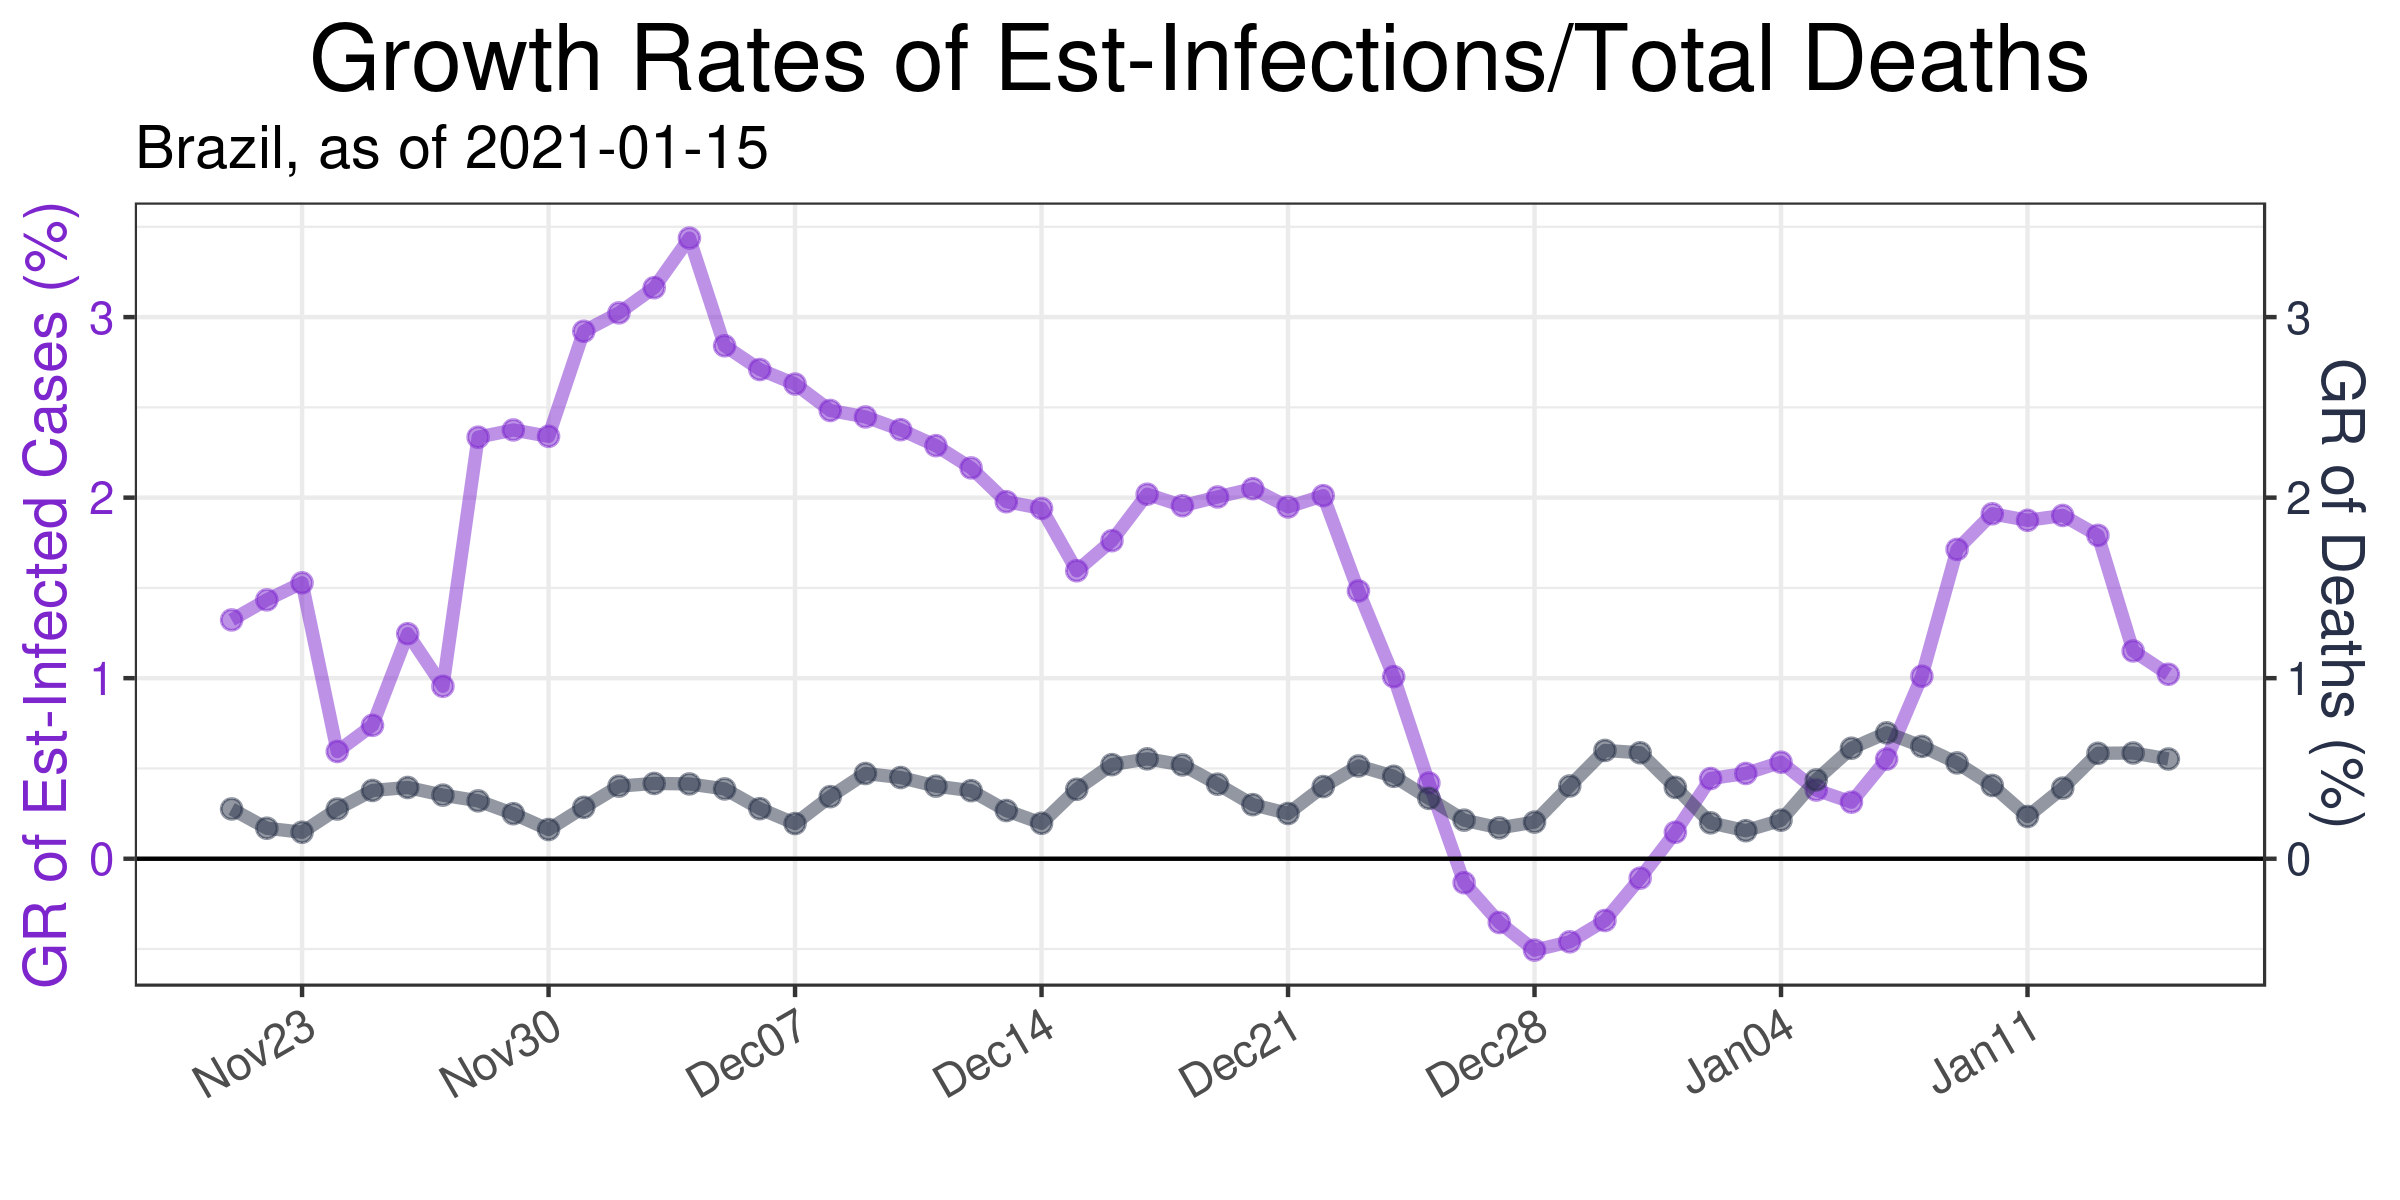 Growth Rates of Est-Infections/Total Deaths
Brazil, as of 2021-01-15
GR of Est-Infected Cases (%)
3
2
1
0
3
2
1
0
GR of Deaths (%)
Nov23
Nov30
Dec07
Dec14
Dec21
Dec28
Jan04
Jan11